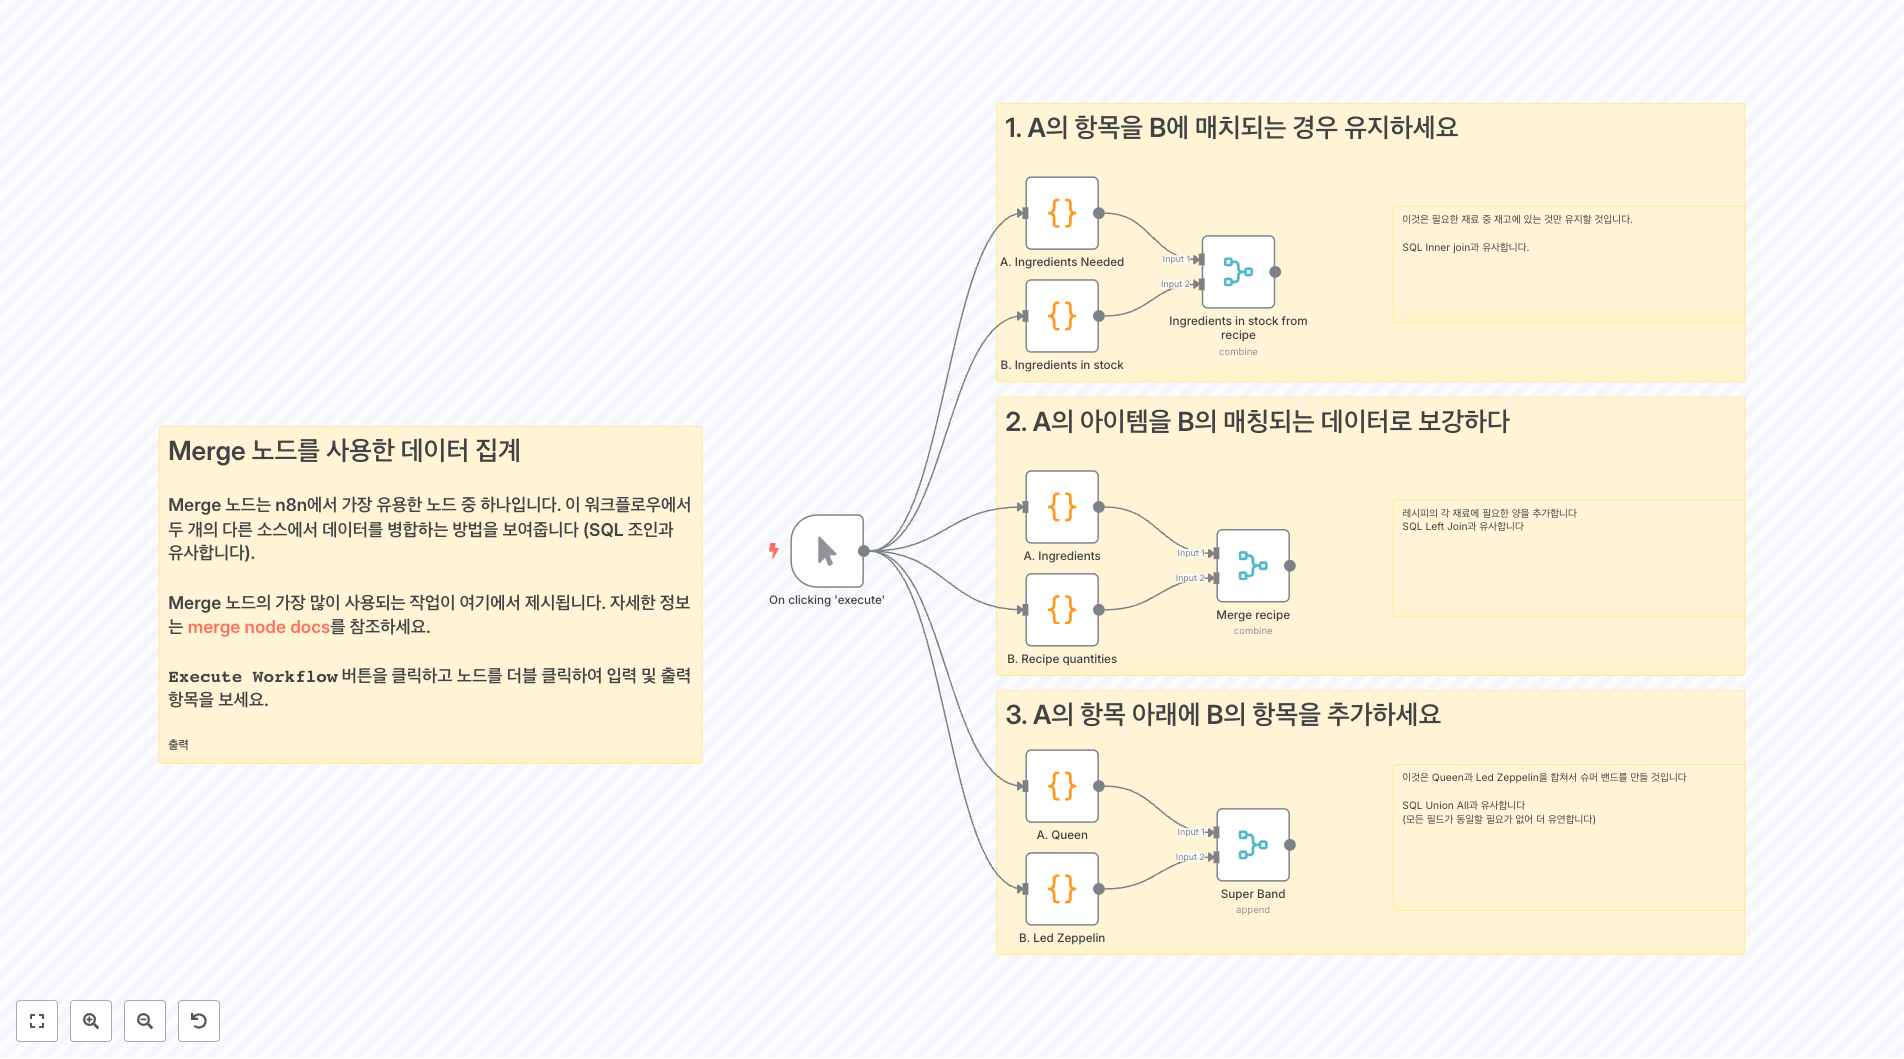 Merge 노드를 사용한 데이터 집계
Merge 노드는 n8n에서 가장 유용한 노드 중 하나입니다. 이 워크플로우에서
두 개의 다른 소스에서 데이터를 병합하는 방법을 보여줍니다 (SQL 조인과
유사합니다).
Merge 노드의 가장 많이 사용되는 작업이 여기에서 제시됩니다. 자세한 정보
는 merge node docs를 참조하세요.
Execute Workflow 버튼을 클릭하고 노드를 더블 클릭하여 입력 및 출력
항목을 보세요.
출력
On clicking 'execute'
1. A의 항목을 B에 매치되는 경우 유지하세요
A. Ingredients Needed
B. Ingredients in stock
Input 1
Input 2
Ingredients in stock from
recipe
combine
이것은 필요한 재료 중 재고에 있는 것만 유지할 것입니다.
SQL Inner join과 유사합니다.
2. A의 아이템을 B의 매칭되는 데이터로 보강하다
A. Ingredients
B. Recipe quantities
Input 1
Input 2
Merge recipe
combine
레시피의 각 재료에 필요한 양을 추가합니다
SQL Left Join과 유사합니다
3. A의 항목 아래에 B의 항목을 추가하세요
A. Queen
B. Led Zeppelin
Input 1
Input 2
Super Band
append
이것은 Queen과 Led Zeppelin을 합쳐서 슈퍼 밴드를 만들 것입니다
SQL Union All과 유사합니다
(모든 필드가 동일할 필요가 없어 더 유연합니다)